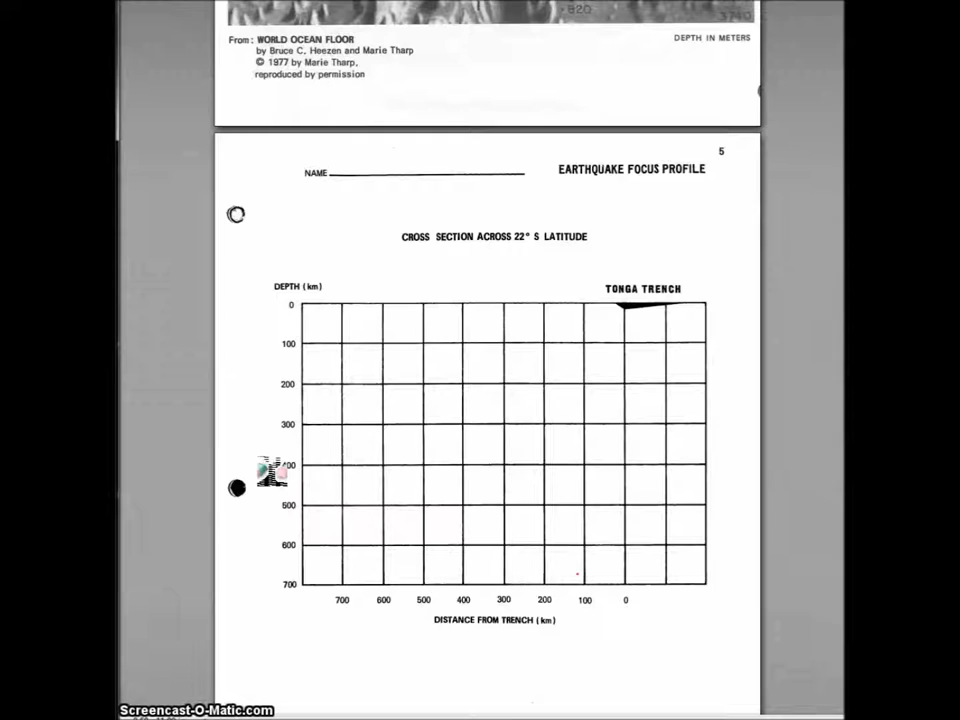 820
3740
From: WORLD OCEAN FLOOR
by Bruce C. Heezen and Marie Tharp
© 1977 by Marie Tharp,
reproduced by permission
DEPTH IN METERS
5
NAME
EARTHQUAKE FOCUS PROFILE
CROSS SECTION ACROSS 22° S LATITUDE
DEPTH (km)
TONGA TRENCH
0
100
200
300
500
600
700
700 600 500 400 300 200 100 0
DISTANCE FROM TRENCH (km)
Screencast-O-Matic.com